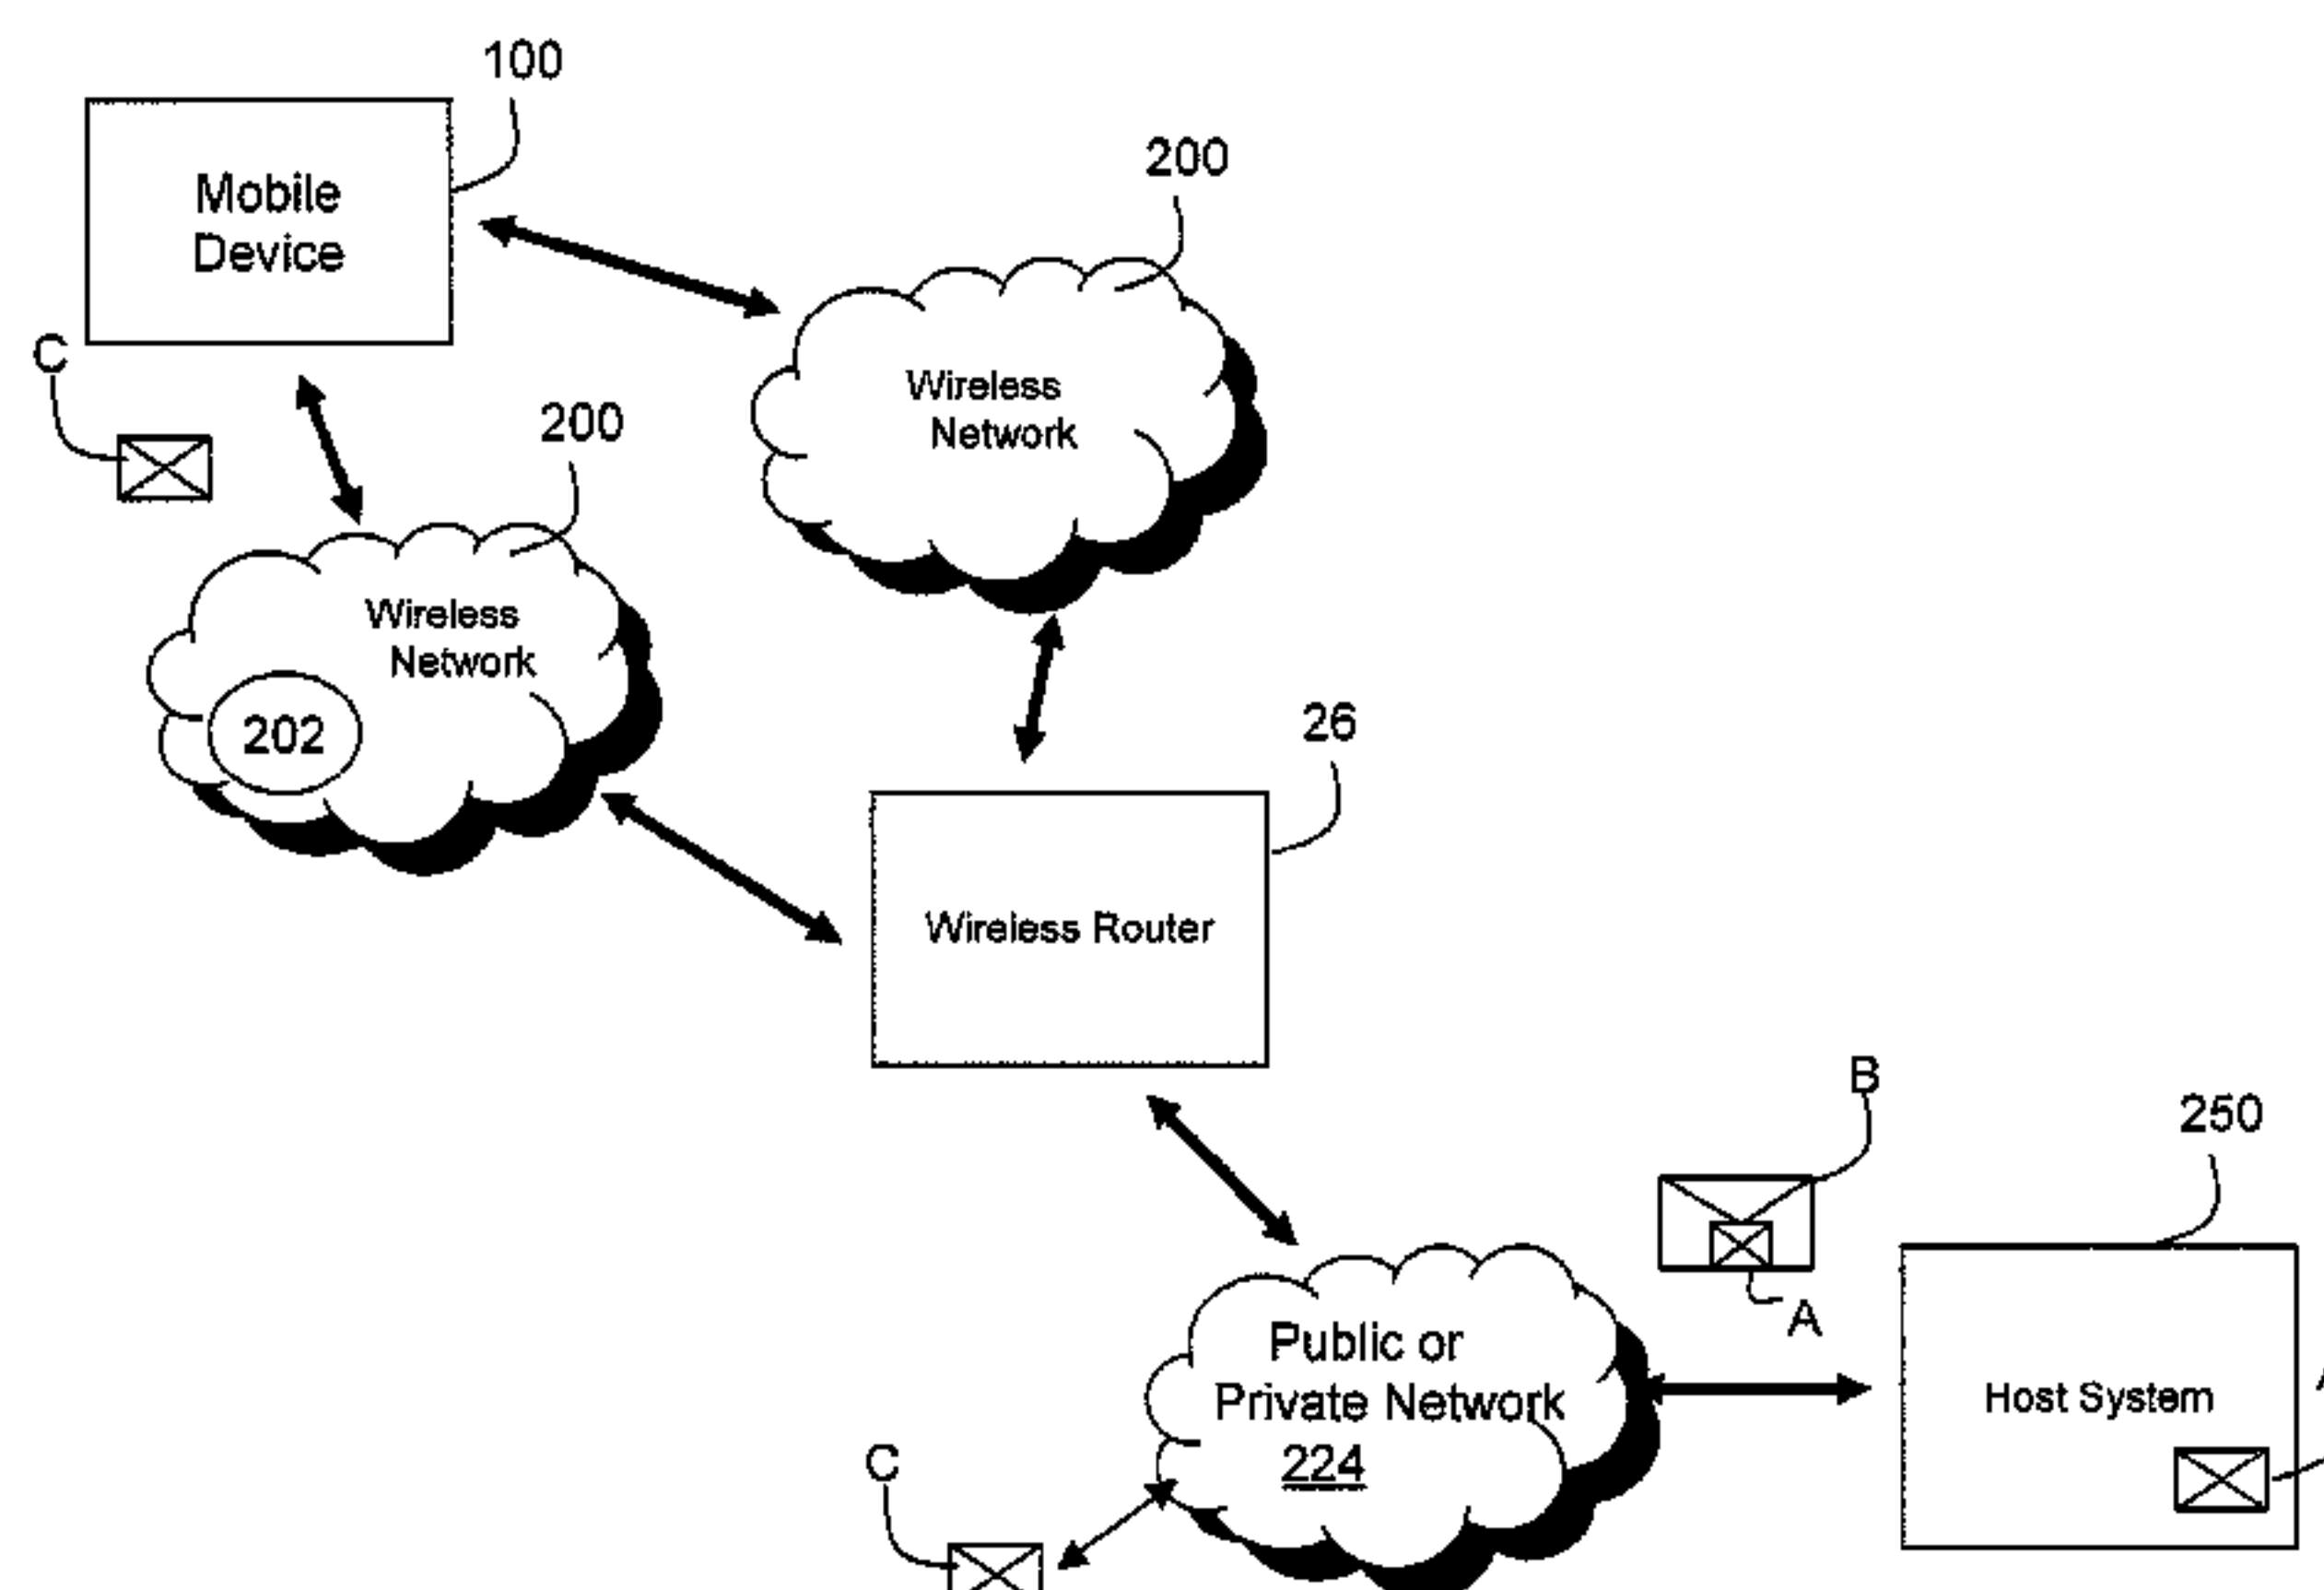 100
200
Mobile
Device
C
200
Wireless
Network
Wireless
Network
202
26
Wireless Router
B
250
A
Public or
Private Network
224
Host System
C